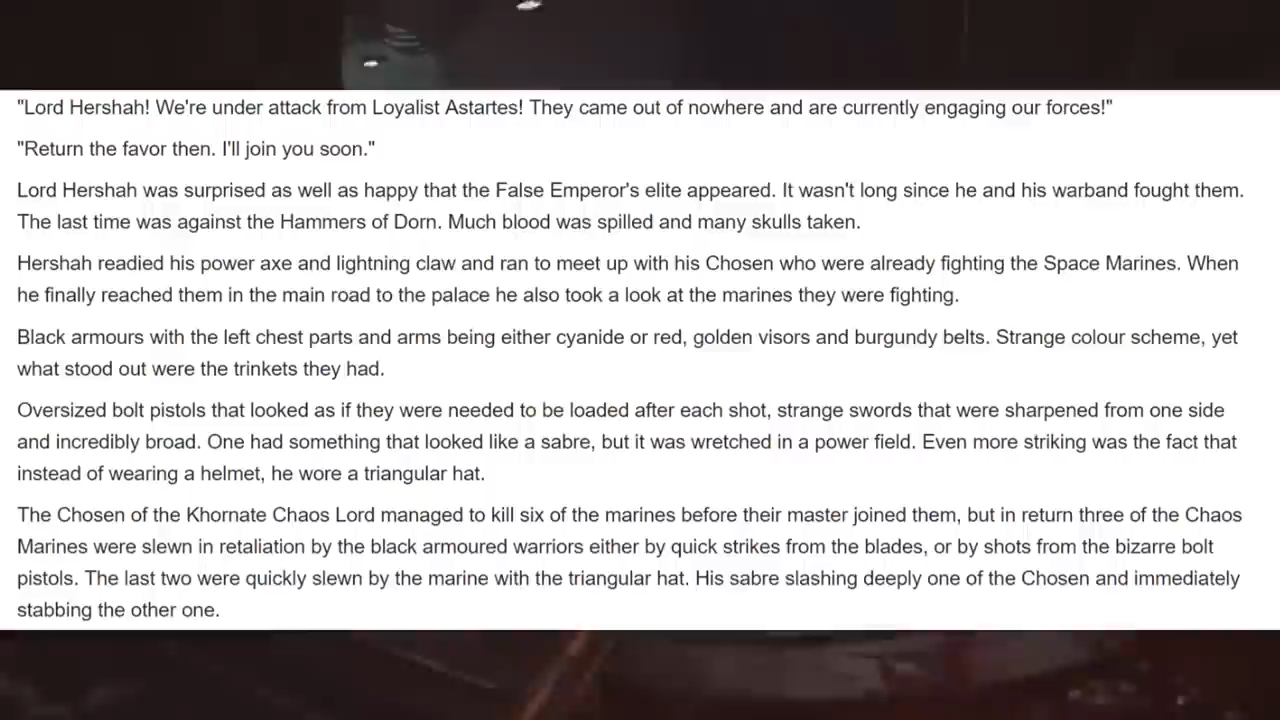 "Lord Hershah! We're under attack from Loyalist Astartes! They came out of nowhere and are currently engaging our forces!"
"Return the favor then. I'll join you soon."
Lord Hershah was surprised as well as happy that the False Emperor's elite appeared. It wasn't long since he and his warband fought them.
The last time was against the Hammers of Dorn. Much blood was spilled and many skulls taken.
Hershah readied his power axe and lightning claw and ran to meet up with his Chosen who were already fighting the Space Marines. When
he finally reached them in the main road to the palace he also took a look at the marines they were fighting.
Black armours with the left chest parts and arms being either cyanide or red, golden visors and burgundy belts. Strange colour scheme, yet
what stood out were the trinkets they had.
Oversized bolt pistols that looked as if they were needed to be loaded after each shot, strange swords that were sharpened from one side
and incredibly broad. One had something that looked like a sabre, but it was wretched in a power field. Even more striking was the fact that
instead of wearing a helmet, he wore a triangular hat.
The Chosen of the Khornate Chaos Lord managed to kill six of the marines before their master joined them, but in return three of the Chaos
Marines were slewn in retaliation by the black armoured warriors either by quick strikes from the blades, or by shots from the bizarre bolt
pistols. The last two were quickly slewn by the marine with the triangular hat. His sabre slashing deeply one of the Chosen and immediately
stabbing the other one.